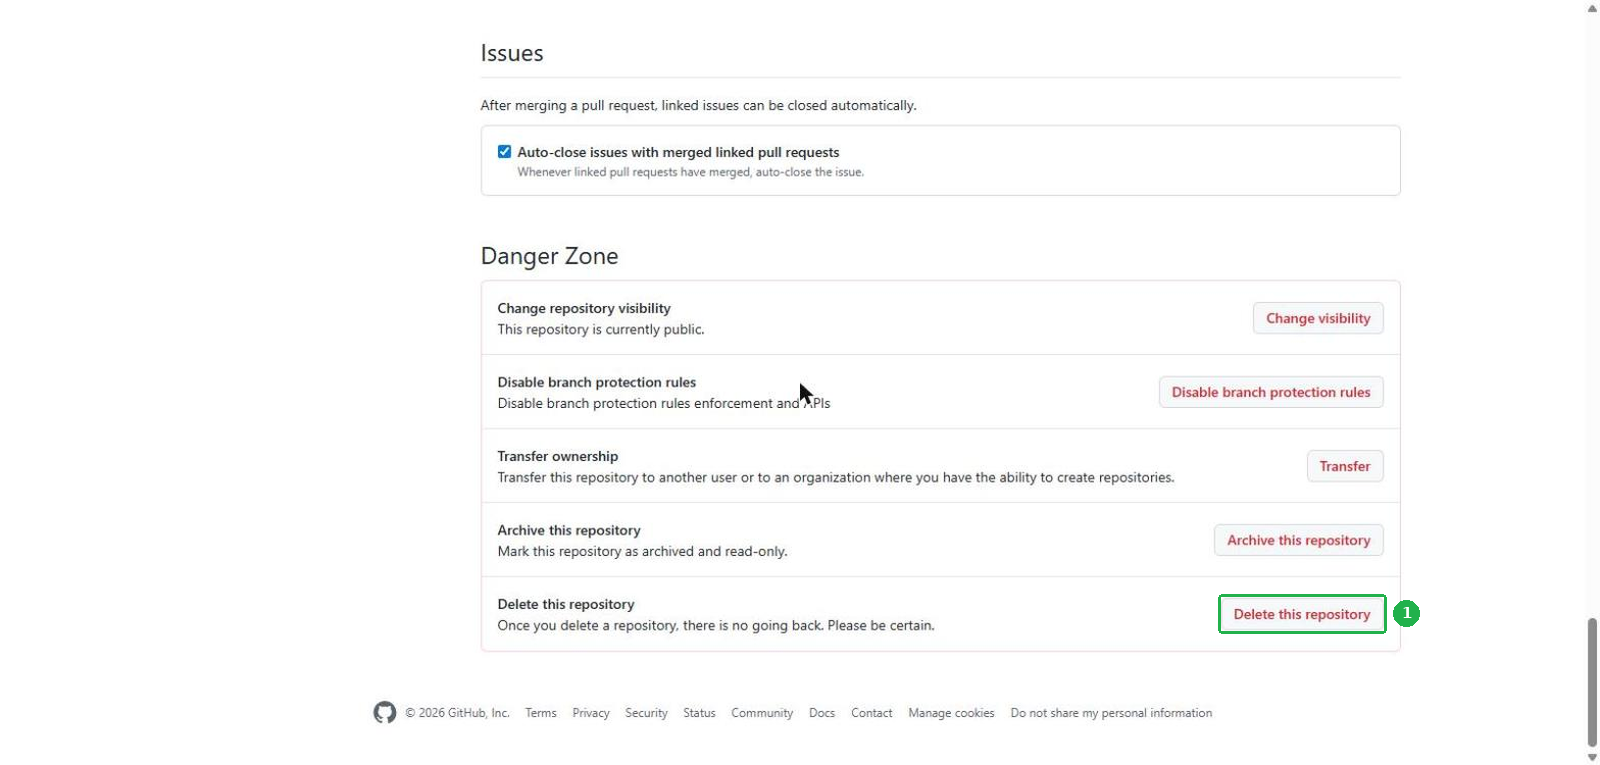 Issues
After merging a pull request, linked issues can be closed automatically.
Auto-close issues with merged linked pull requests
Whenever linked pull requests have merged, auto-close the issue.
Danger Zone
Change repository visibility
This repository is currently public.
Change visibility
Disable branch protection rules
Disable branch protection rules enforcement and APIs
Disable branch protection rules
Transfer ownership
Transfer this repository to another user or to an organization where you have the ability to create repositories.
Transfer
Archive this repository
Mark this repository as archived and read-only.
Archive this repository
Delete this repository
Once you delete a repository, there is no going back. Please be certain.
Delete this repository
1
© 2026 GitHub, Inc. Terms Privacy Security Status Community Docs Contact Manage cookies Do not share my personal information